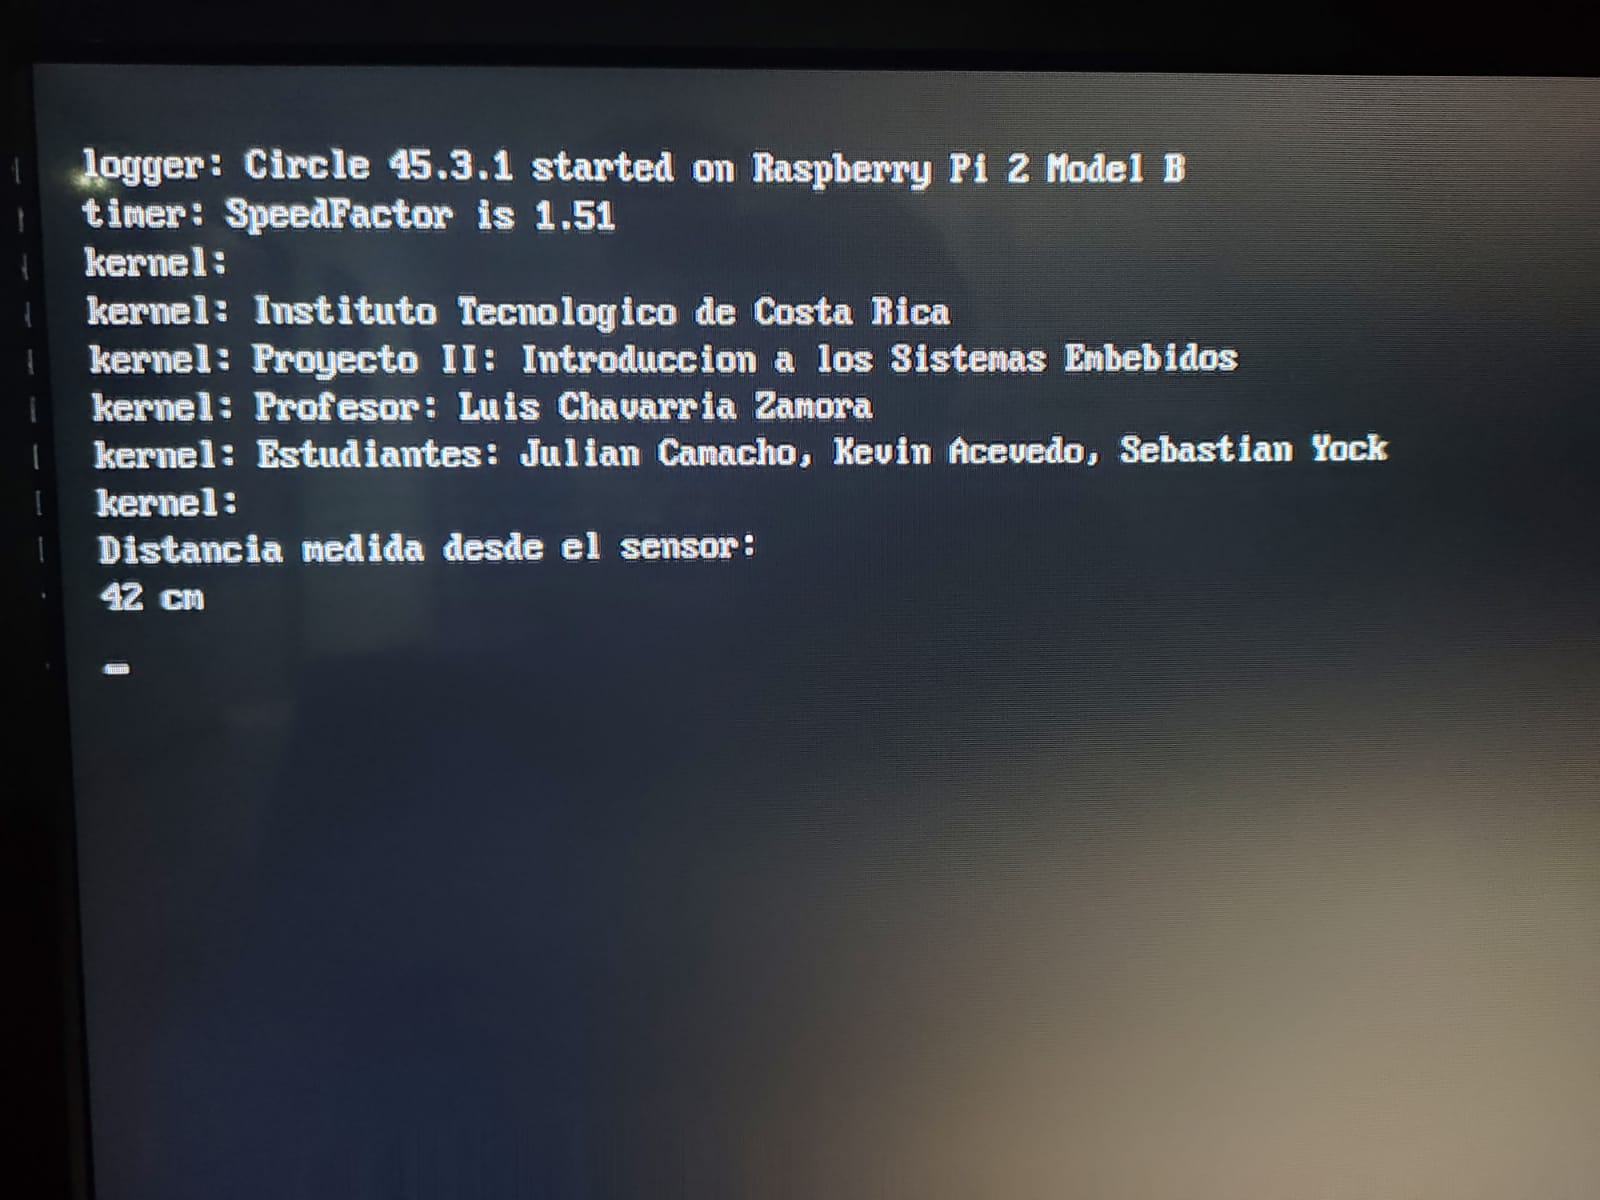 logger: Circle 45.3.1 started on Raspberry Pi 2 Model B
timer: SpeedFactor is 1.51
kernel:
kernel: Instituto Tecnologico de Costa Rica
kernel: Proyecto II: Introduccion a los Sistemas Embebidos
kernel: Profesor: Luis Chavarria Zamora
kernel: Estudiantes: Julian Camacho, Kevin Acevedo, Sebastian Yock
kernel:
Distancia medida desde el sensor:
42 cm